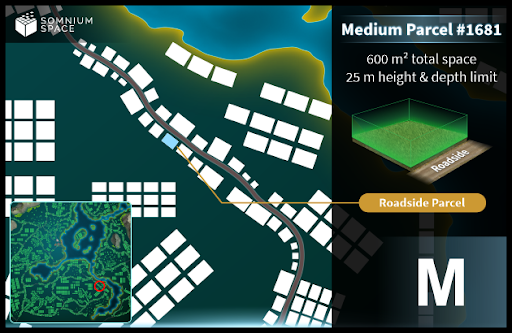 SOMNIUM
SPACE
Medium Parcel #1681
600 m² total space
25 m height & depth limit
Roadside
Roadside Parcel
M